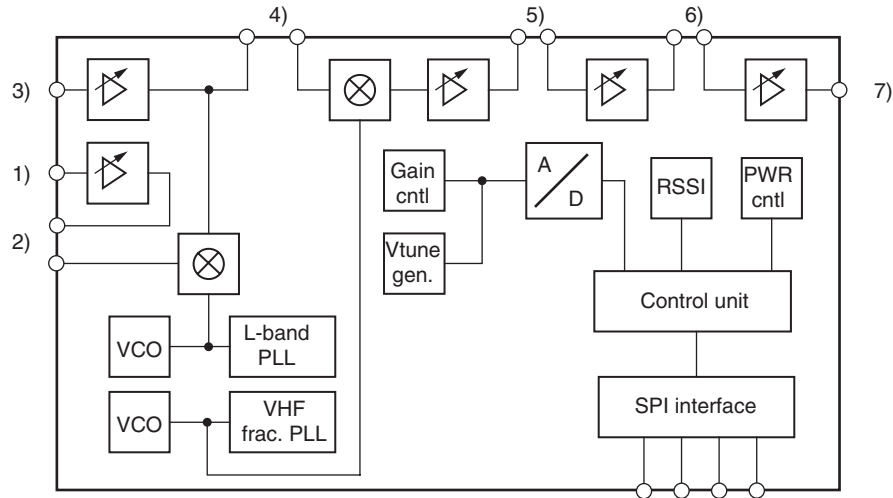 4)
5)
6)
3)
7)
1)
2)
Gain
cntl
A
D
RSSI
PWR
cntl
Vtune
gen.
Control unit
VCO
L-band
PLL
VCO
VHF
frac. PLL
SPI interface